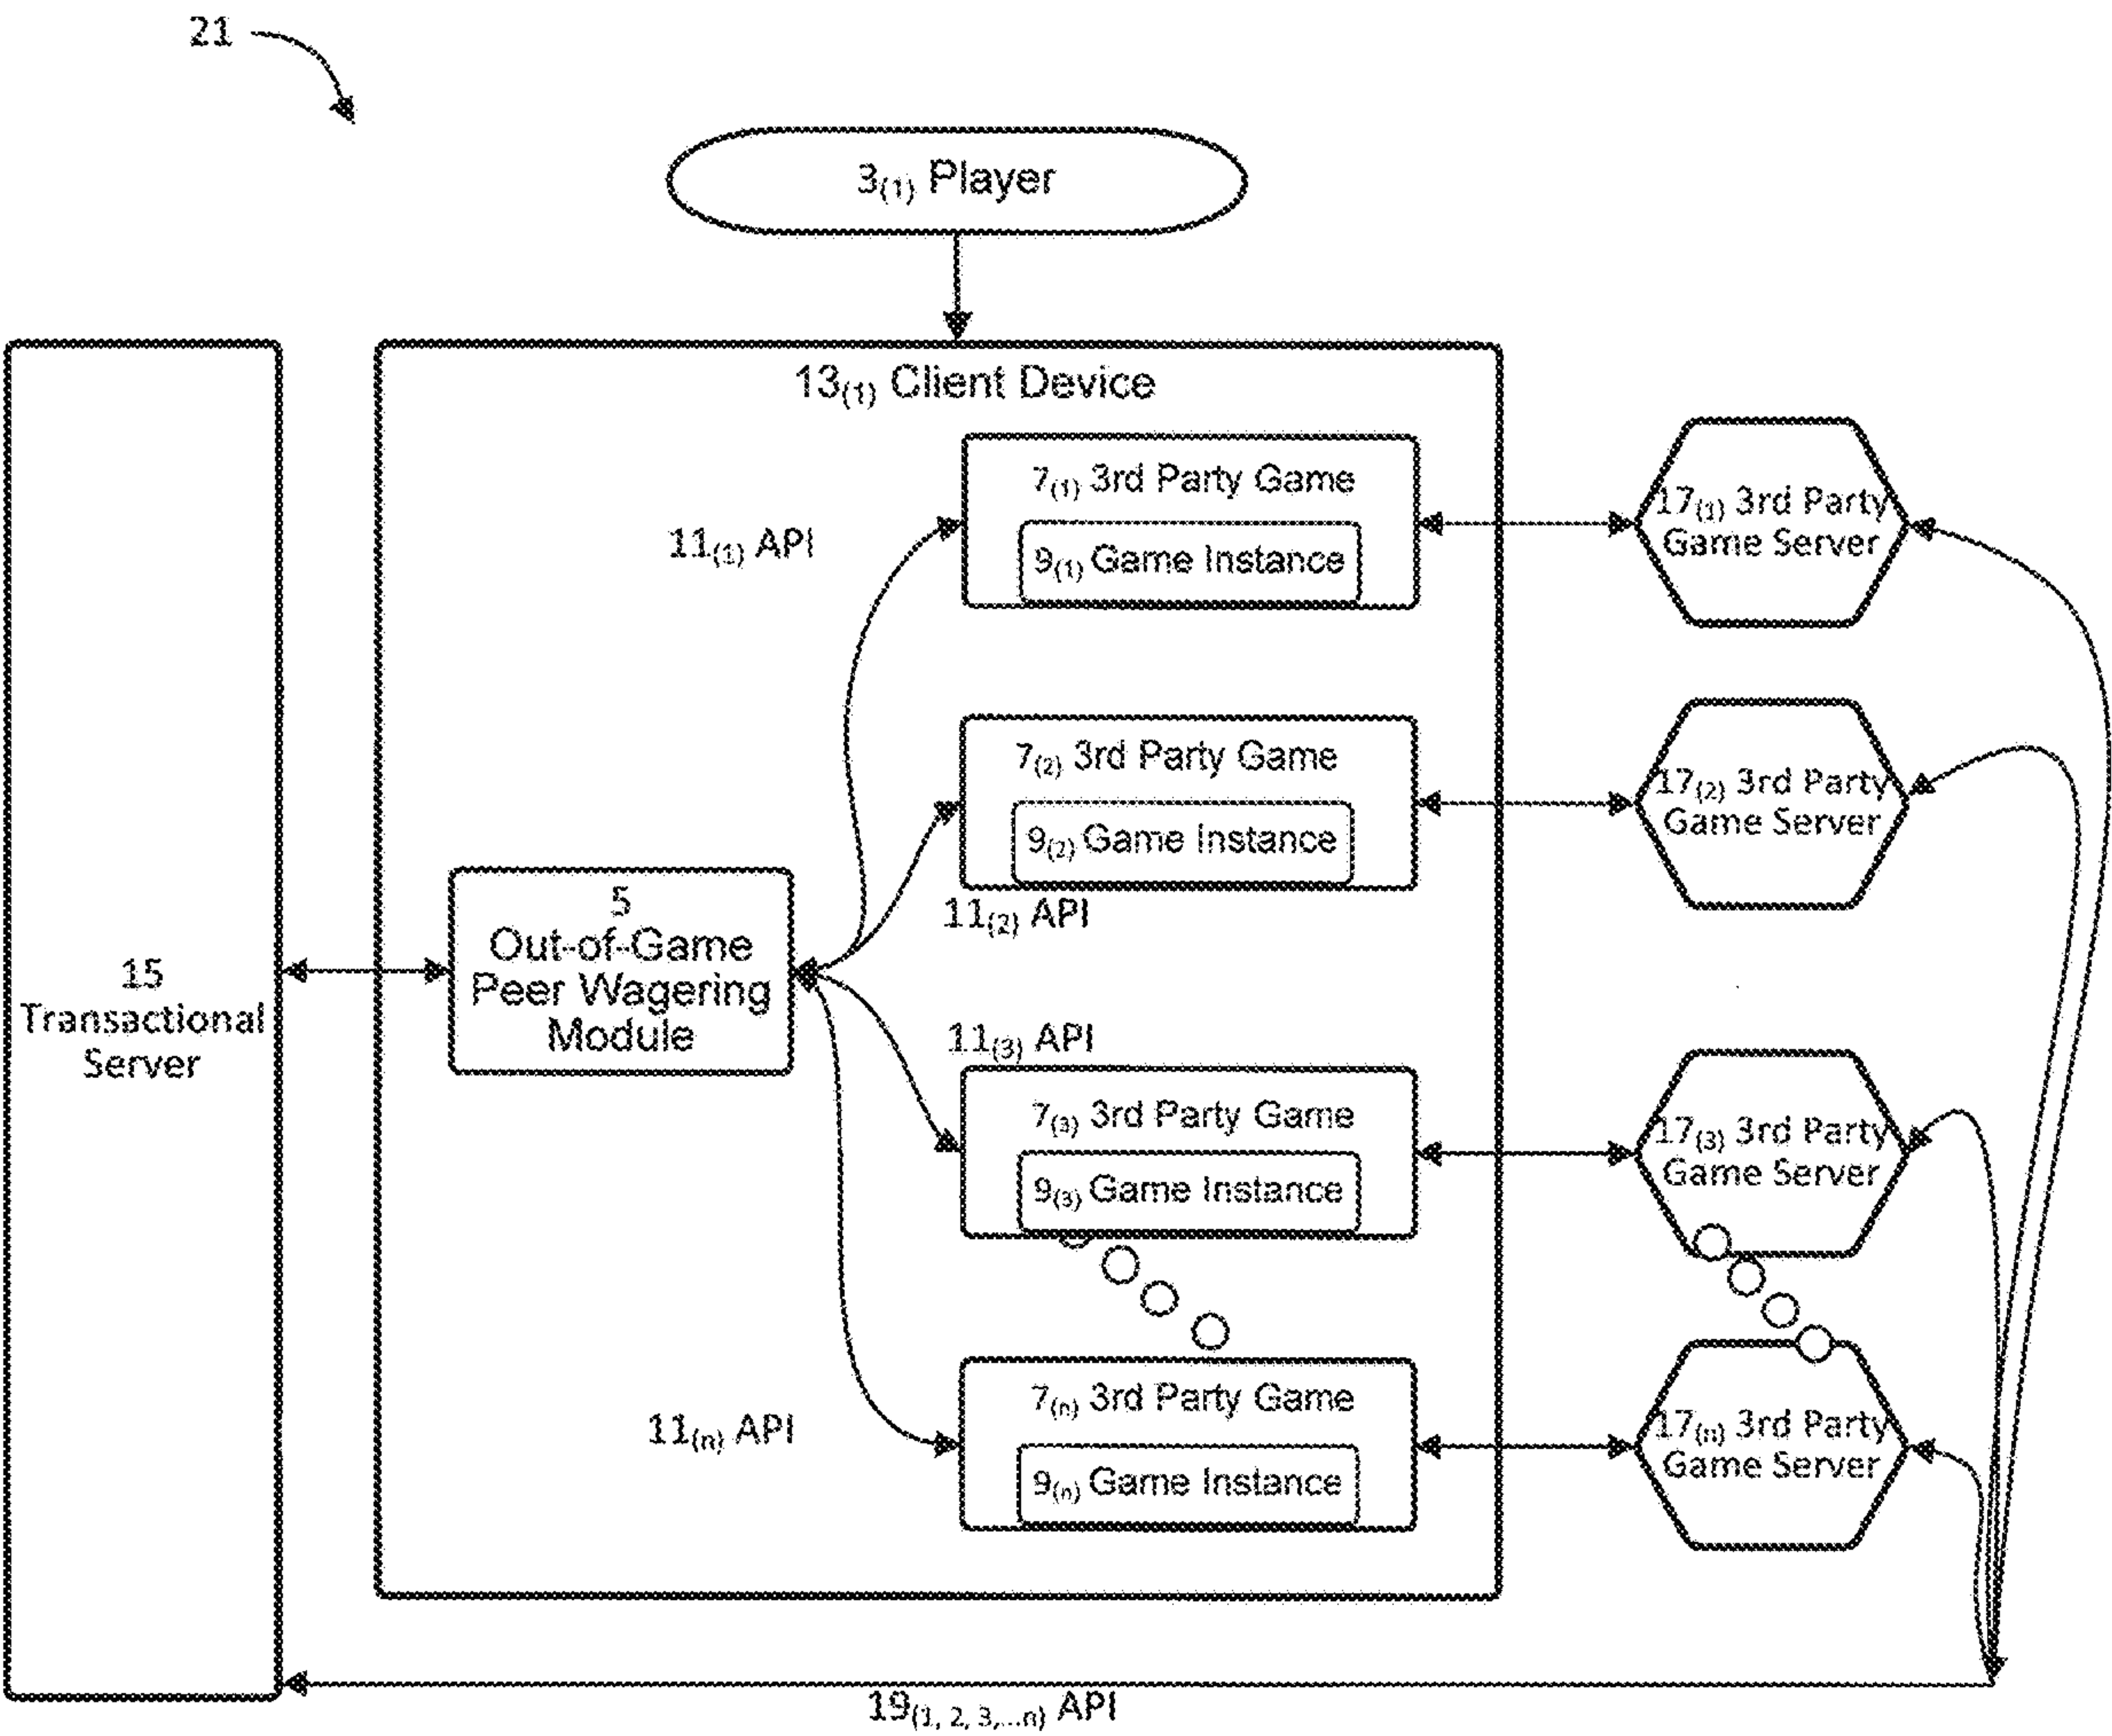 21
3(1) Player
13(1) Client Device
7(1) 3rd Party Game
9(1) Game Instance
11(1) API
17(1) 3rd Party
Game Server
7(2) 3rd Party Game
9(2) Game Instance
11(2) API
17(2) 3rd Party
Game Server
5
Out-of-Game
Peer Wagering
Module
15
Transactional
Server
11(3) API
7(3) 3rd Party Game
9(3) Game Instance
17(3) 3rd Party
Game Server
7(n) 3rd Party Game
9(n) Game Instance
11(n) API
17(n) 3rd Party
Game Server
19(1, 2, 3,...n) API